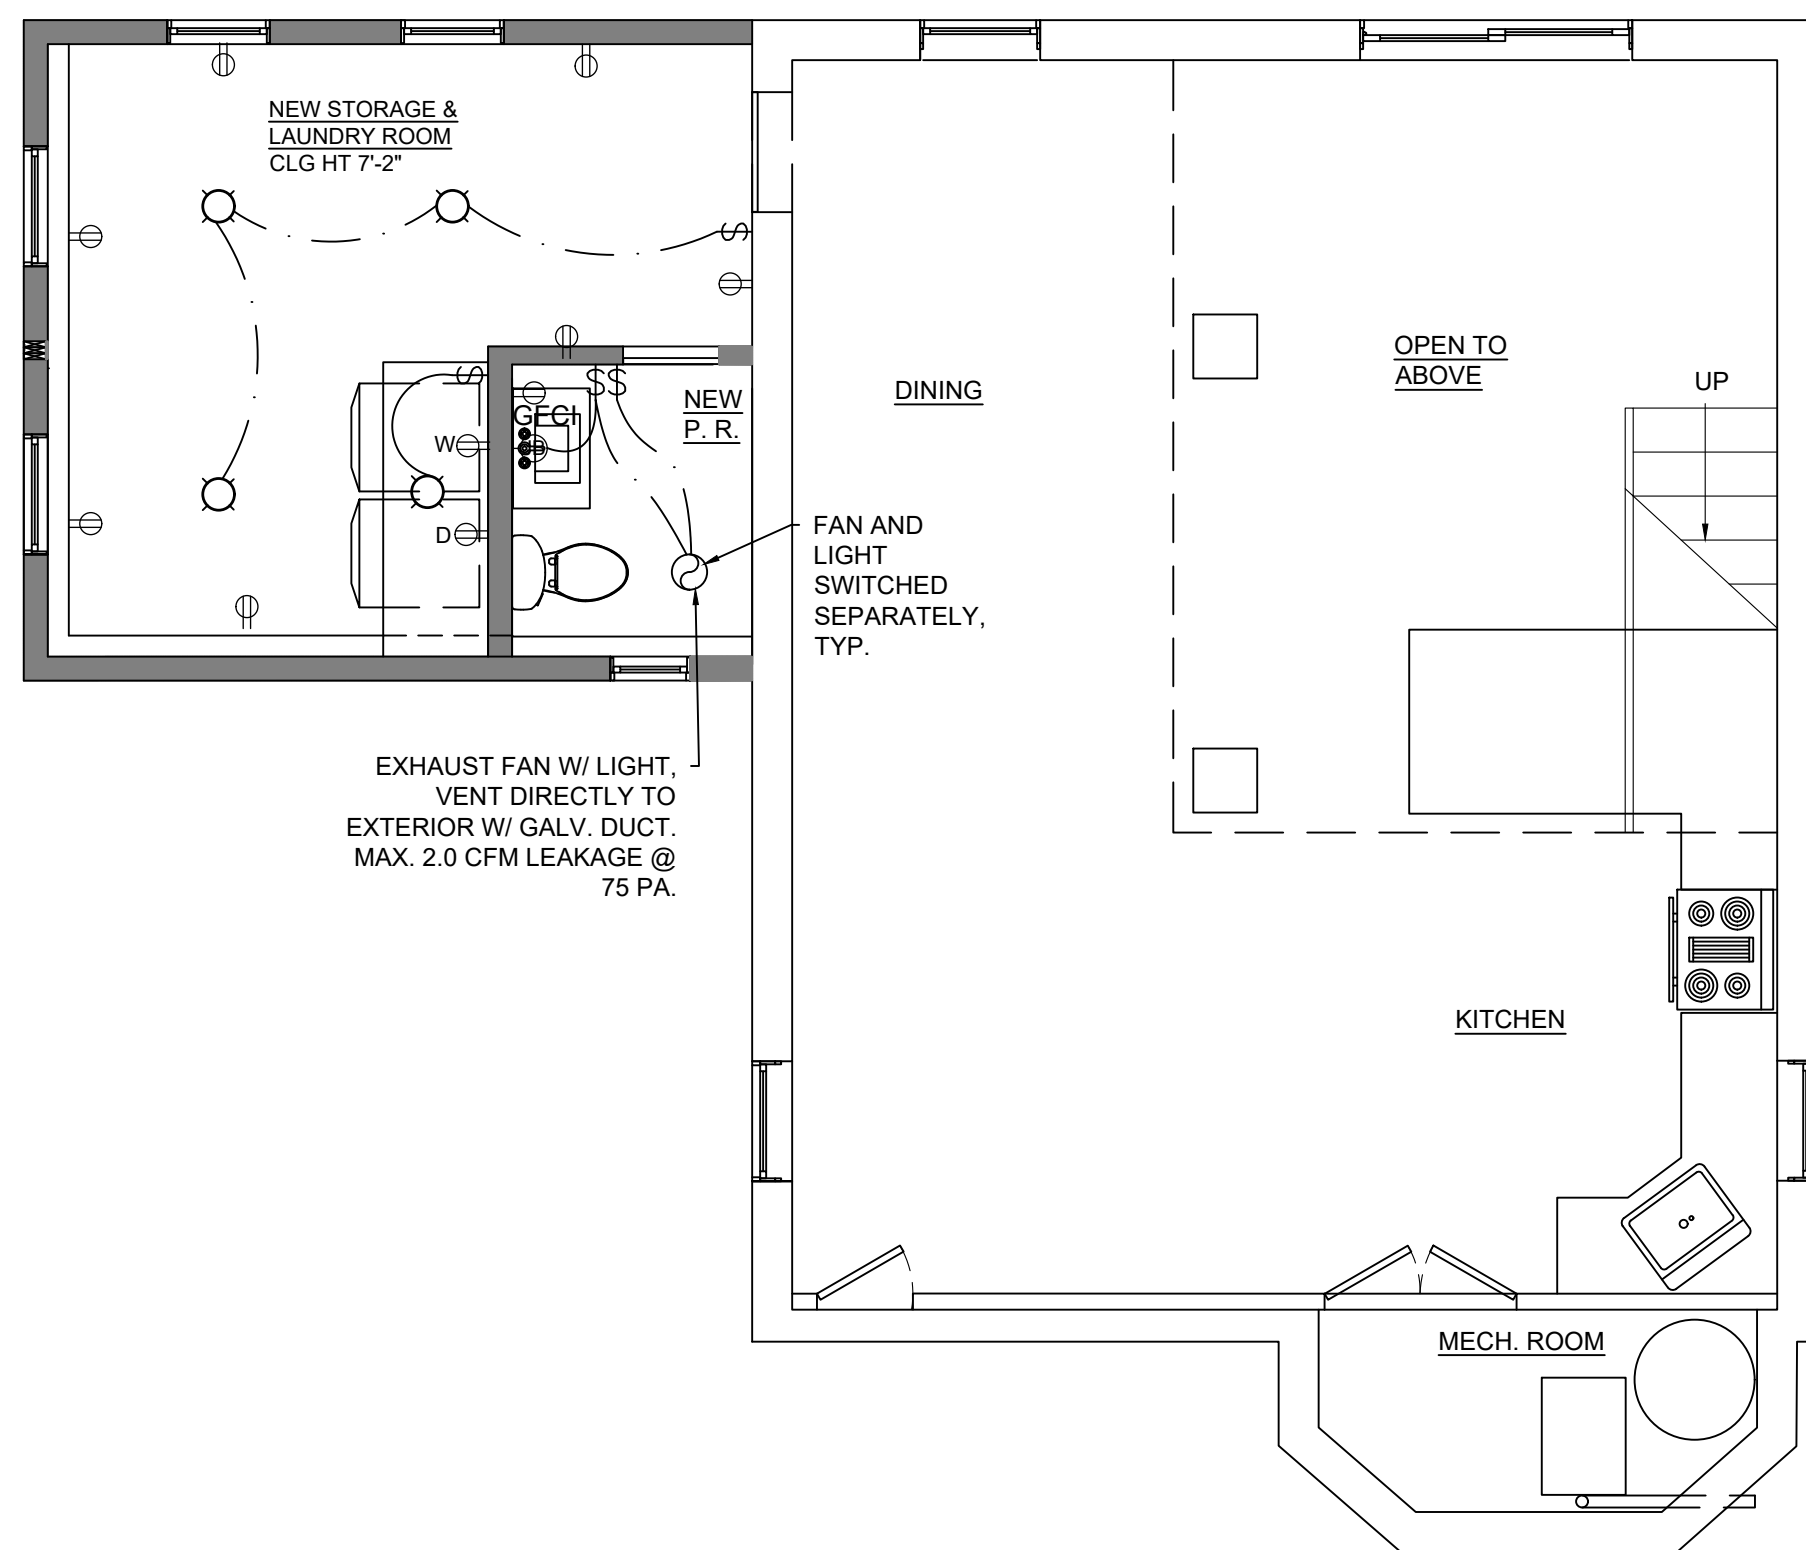 NEW STORAGE &
LAUNDRY ROOM
CLG HT 7'-2"
S
S
SS
GFCI
W
D
NEW
P. R.
DINING
OPEN TO
ABOVE
UP
FAN AND
LIGHT
SWITCHED
SEPARATELY,
TYP.
EXHAUST FAN W/ LIGHT,
VENT DIRECTLY TO
EXTERIOR W/ GALV. DUCT.
MAX. 2.0 CFM LEAKAGE @
75 PA.
KITCHEN
MECH. ROOM